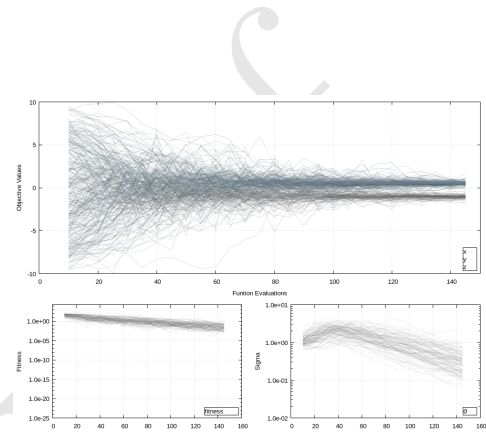 10
5
0
-5
-10
Objective Values
0 20 40 60 80 100 120 140
Funtion Evaluations
x
y
z
1.0e+00
1.0e-05
1.0e-10
1.0e-15
1.0e-20
1.0e-25
Fitness
fitness
0 20 40 60 80 100 120 140 160
1.0e+01
1.0e+00
1.0e-01
1.0e-02
Sigma
0 20 40 60 80 100 120 140 160